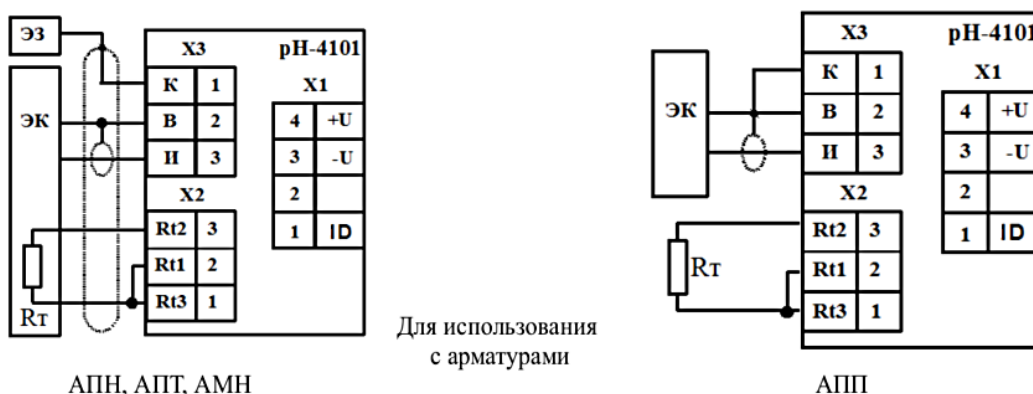 ЭЗ
ЭК
X3
pH-4101
К 1
В 2
И 3
X1
4 +U
3 -U
2
1 ID
X2
Rt2 3
Rt1 2
Rt3 1
Rт
АПН, АПТ, АМН
Для использования
с арматурами
ЭК
X3
pH-4101
К 1
В 2
И 3
X1
4 +U
3 -U
2
1 ID
X2
Rt2 3
Rt1 2
Rt3 1
Rт
АПП